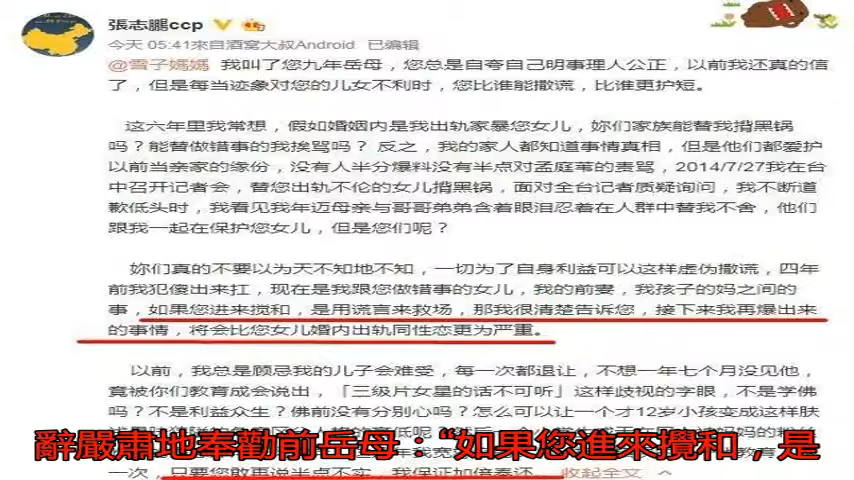 張志鵬ccp
今天 05:41來自酒窝大叔Android 已编辑
@雪子媽媽 我叫了您九年岳母，您总是自夸自己明事理人公正，以前我还真的信
了，但是每当迹象对您的儿女不利时，您比谁能撒谎，比谁更护短。
这六年里我常想，假如婚姻内是我出轨家暴您女儿，妳们家族能替我揹黑锅
吗？能替做错事的我挨骂吗？ 反之，我的家人都知道事情真相，但是他们都爱护
以前当亲家的缘份，没有人半分爆料没有半点对孟庭苇的责骂，2014/7/27我在台
中召开记者会，替您出轨不伦的女儿揹黑锅，面对全台记者质疑询问，我不断道
歉低头时，我看见我年迈母亲与哥哥弟弟含着眼泪忍着在人群中替我不舍，他们
跟我一起在保护您女儿，但是您们呢？
妳们真的不要以为天不知地不知，一切为了自身利益可以这样虚伪撒谎，四年
前我犯傻出来扛，现在是我跟您做错事的女儿，我的前妻，我孩子的妈之间的
事，如果您进来搅和，是用谎言来救场，那我很清楚告诉您，接下来我再爆出来
的事情，将会比您女儿婚内出轨同性恋更为严重。
以前，我总是顾忌我的儿子会难受，每一次都退让，不想一年七个月没见他，
竟被你们教育成会说出，「三级片女星的话不可听」这样歧视的字眼，不是学佛
吗？不是利益众生？佛前没有分别心吗？怎么可以让一个才12岁小孩变成这样肤
辭嚴肅地奉勸前岳母：“如果您進來攪和，是
一次，只要您敢再说半点不实，我保证加倍奉还。 收起全文